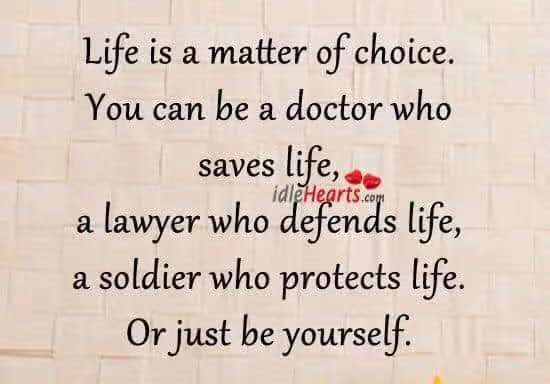 Life is a matter of choice.
You can be a doctor who
saves life,
idleHearts.com
a lawyer who defends life,
a soldier who protects life.
Or just be yourself.